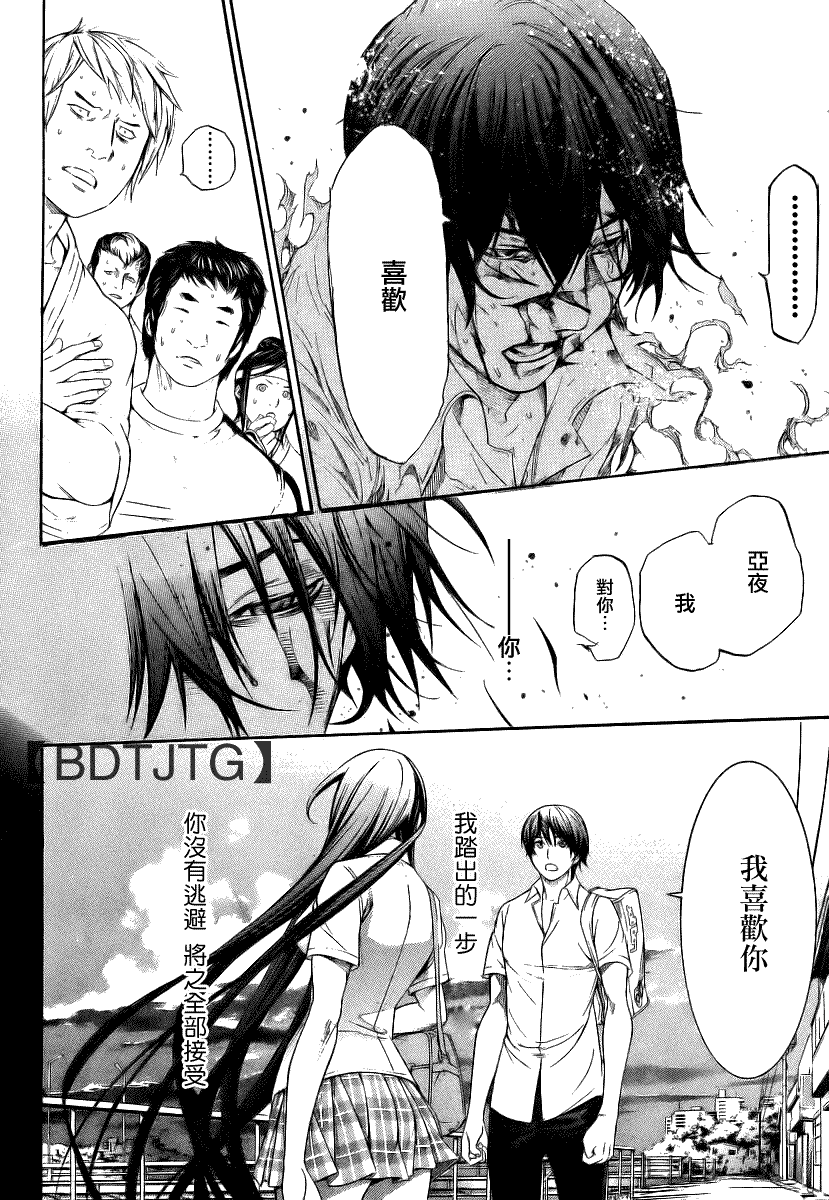 …………
喜歡
……
亞夜
我
對你…
——你…
【BDTJTG】
我喜歡你
我踏出的一步
你沒有逃避 將之全部接受